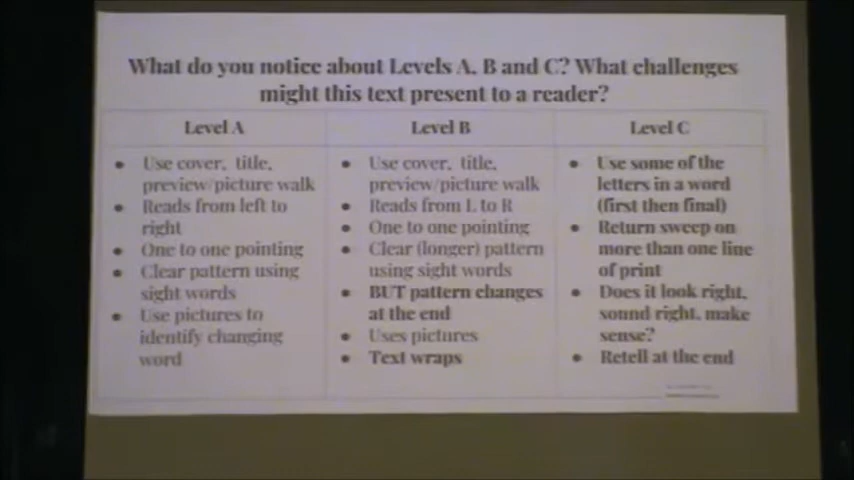 What do you notice about Levels A, B and C? What challenges
might this text present to a reader?
Level A
● Use cover, title,
preview/picture walk
● Reads from left to
right
● One to one pointing
● Clear pattern using
sight words
● Use pictures to
identify changing
word
Level B
● Use cover, title,
preview/picture walk
● Reads from L to R
● One to one pointing
● Clear (longer) pattern
using sight words
● BUT pattern changes
at the end
● Uses pictures
● Text wraps
Level C
● Use some of the
letters in a word
(first then final)
● Return sweep on
more than one line
of print
● Does it look right,
sound right, make
sense?
● Retell at the end